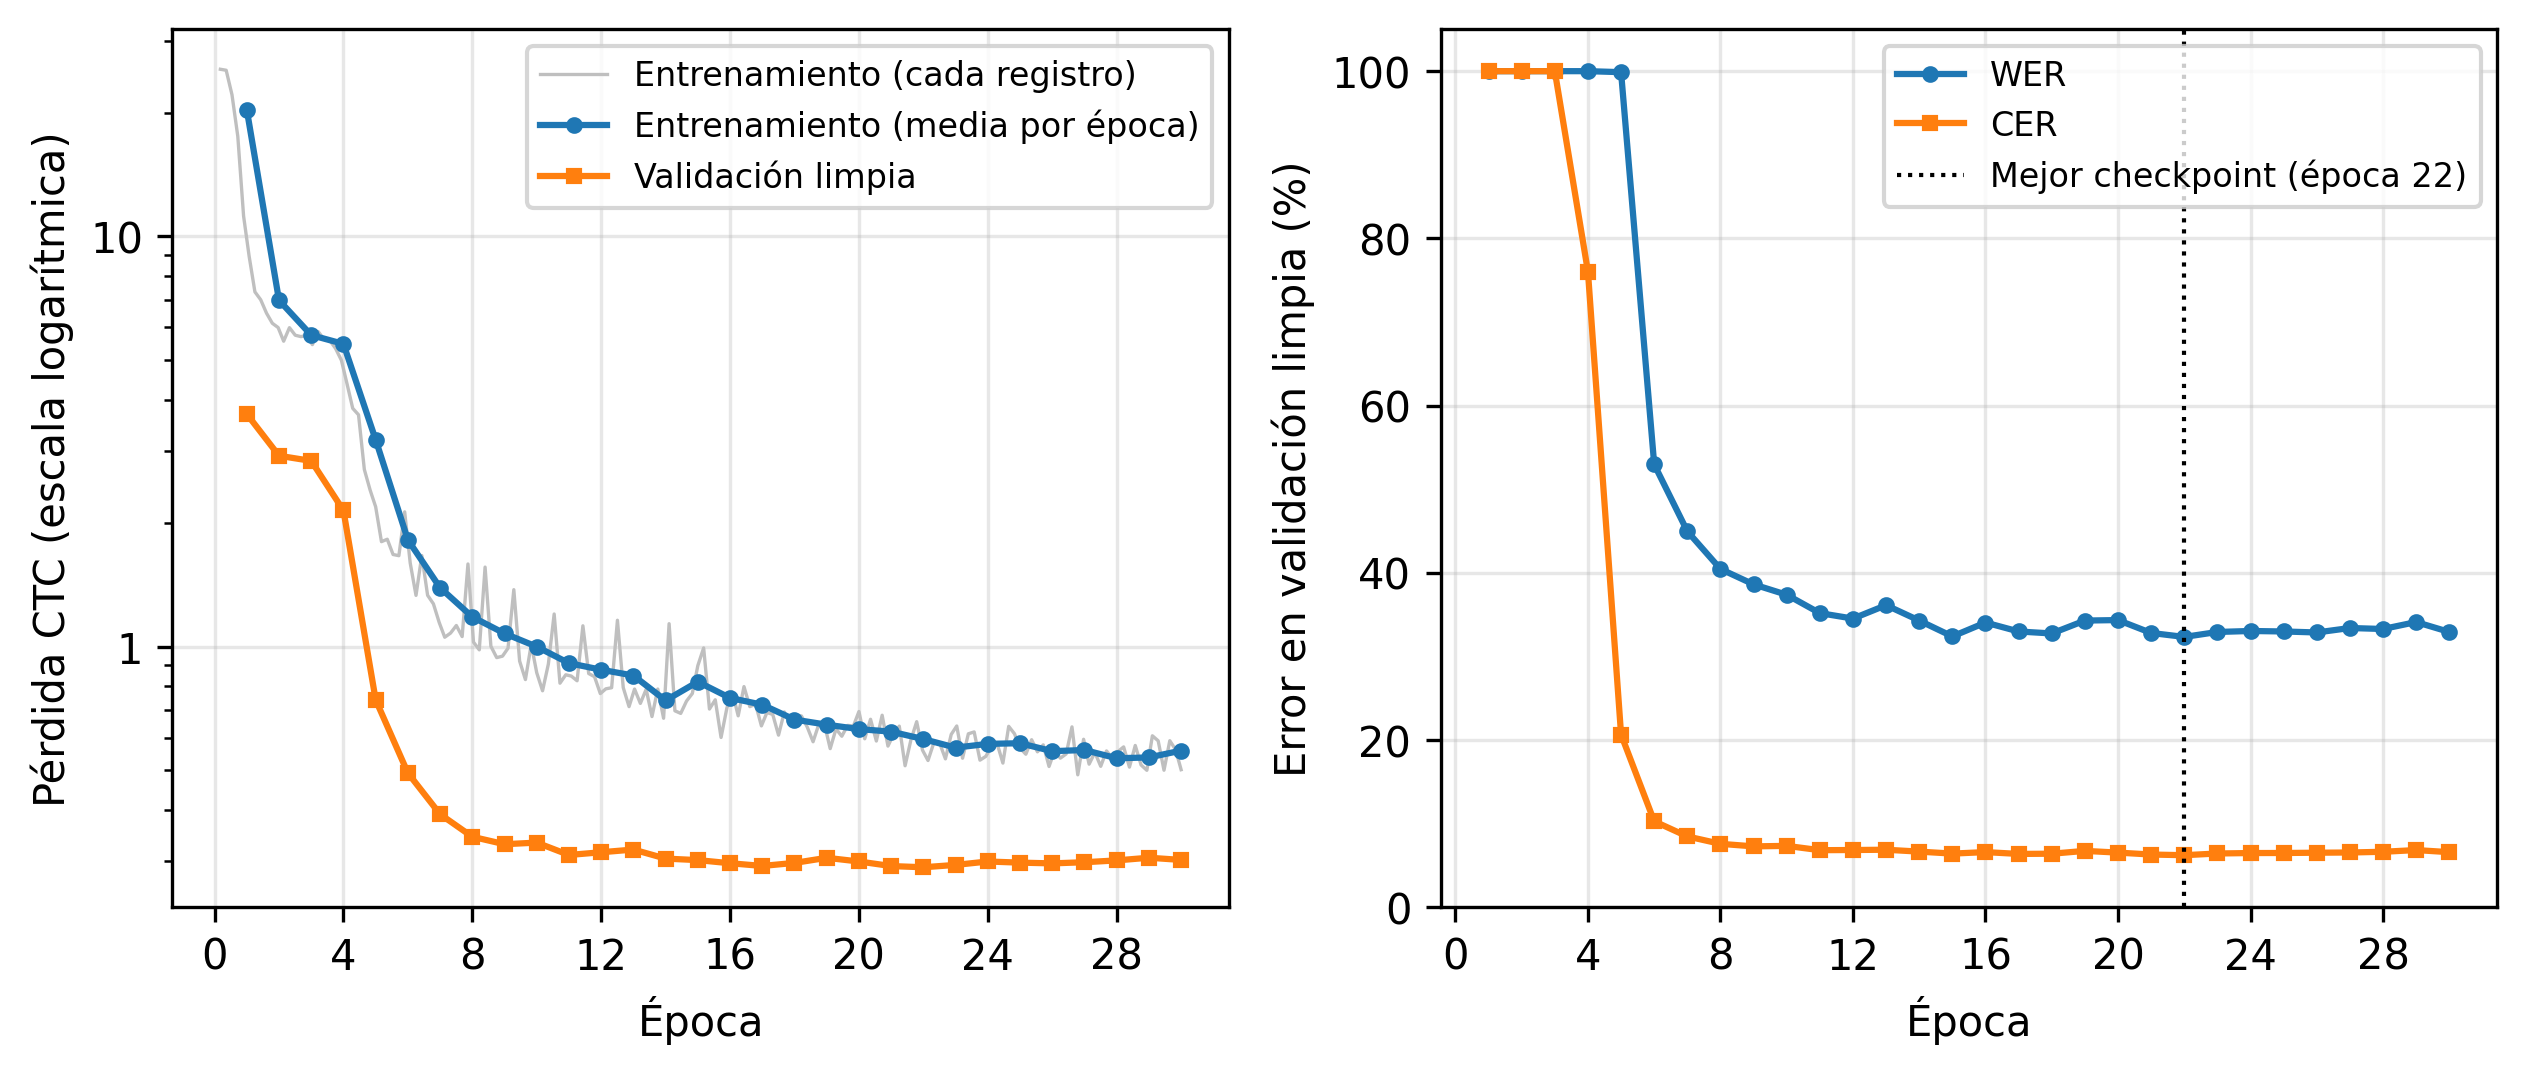 Pérdida CTC (escala logarítmica)
10
1
Entrenamiento (cada registro)
Entrenamiento (media por época)
Validación limpia
0 4 8 12 16 20 24 28
Época
Error en validación limpia (%)
100
80
60
40
20
0
WER
CER
Mejor checkpoint (época 22)
0 4 8 12 16 20 24 28
Época